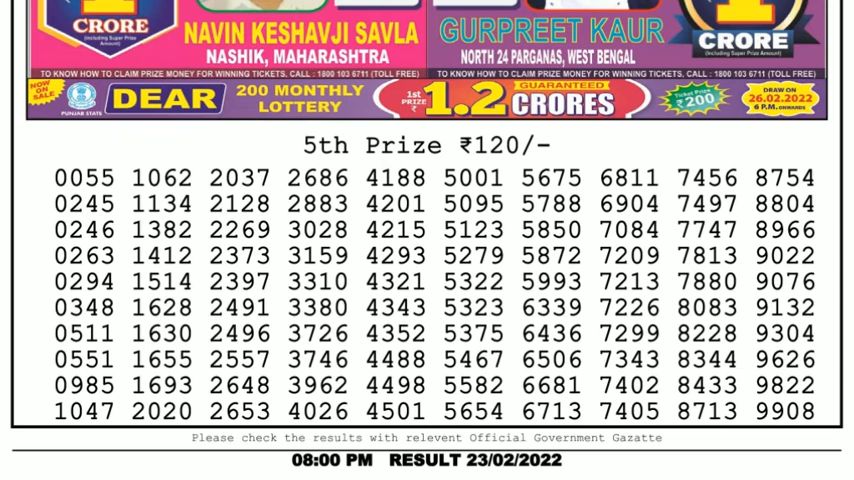 CRORE
(Including Super Prize Amount)
NAVIN KESHAVJI SAVLA
NASHIK, MAHARASHTRA
GURPREET KAUR
NORTH 24 PARGANAS, WEST BENGAL
1
CRORE
(Including Super Prize Amount)
TO KNOW HOW TO CLAIM PRIZE MONEY FOR WINNING TICKETS, CALL : 1800 103 6711 (TOLL FREE)
TO KNOW HOW TO CLAIM PRIZE MONEY FOR WINNING TICKETS, CALL : 1800 103 6711 (TOLL FREE)
NOW ON SALE
PUNJAB STATE
DEAR
200 MONTHLY
LOTTERY
1st PRIZE ₹
1.2
GUARANTEED
CRORES
Ticket Price
₹200
DRAW ON
26.02.2022
6 P.M. ONWARDS
5th Prize ₹120/-
0055 1062 2037 2686 4188 5001 5675 6811 7456 8754
0245 1134 2128 2883 4201 5095 5788 6904 7497 8804
0246 1382 2269 3028 4215 5123 5850 7084 7747 8966
0263 1412 2373 3159 4293 5279 5872 7209 7813 9022
0294 1514 2397 3310 4321 5322 5993 7213 7880 9076
0348 1628 2491 3380 4343 5323 6339 7226 8083 9132
0511 1630 2496 3726 4352 5375 6436 7299 8228 9304
0551 1655 2557 3746 4488 5467 6506 7343 8344 9626
0985 1693 2648 3962 4498 5582 6681 7402 8433 9822
1047 2020 2653 4026 4501 5654 6713 7405 8713 9908
Please check the results with relevent Official Government Gazatte
08:00 PM RESULT 23/02/2022